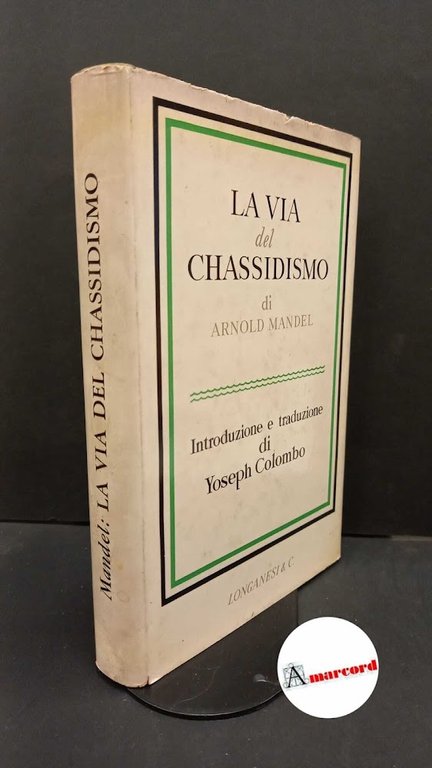 Mandel: LA VIA DEL CHASSIDISMO
LA VIA
del
CHASSIDISMO
di
ARNOLD MANDEL
Introduzione e traduzione
di
Yoseph Colombo
LONGANESI & C.
Amarcord